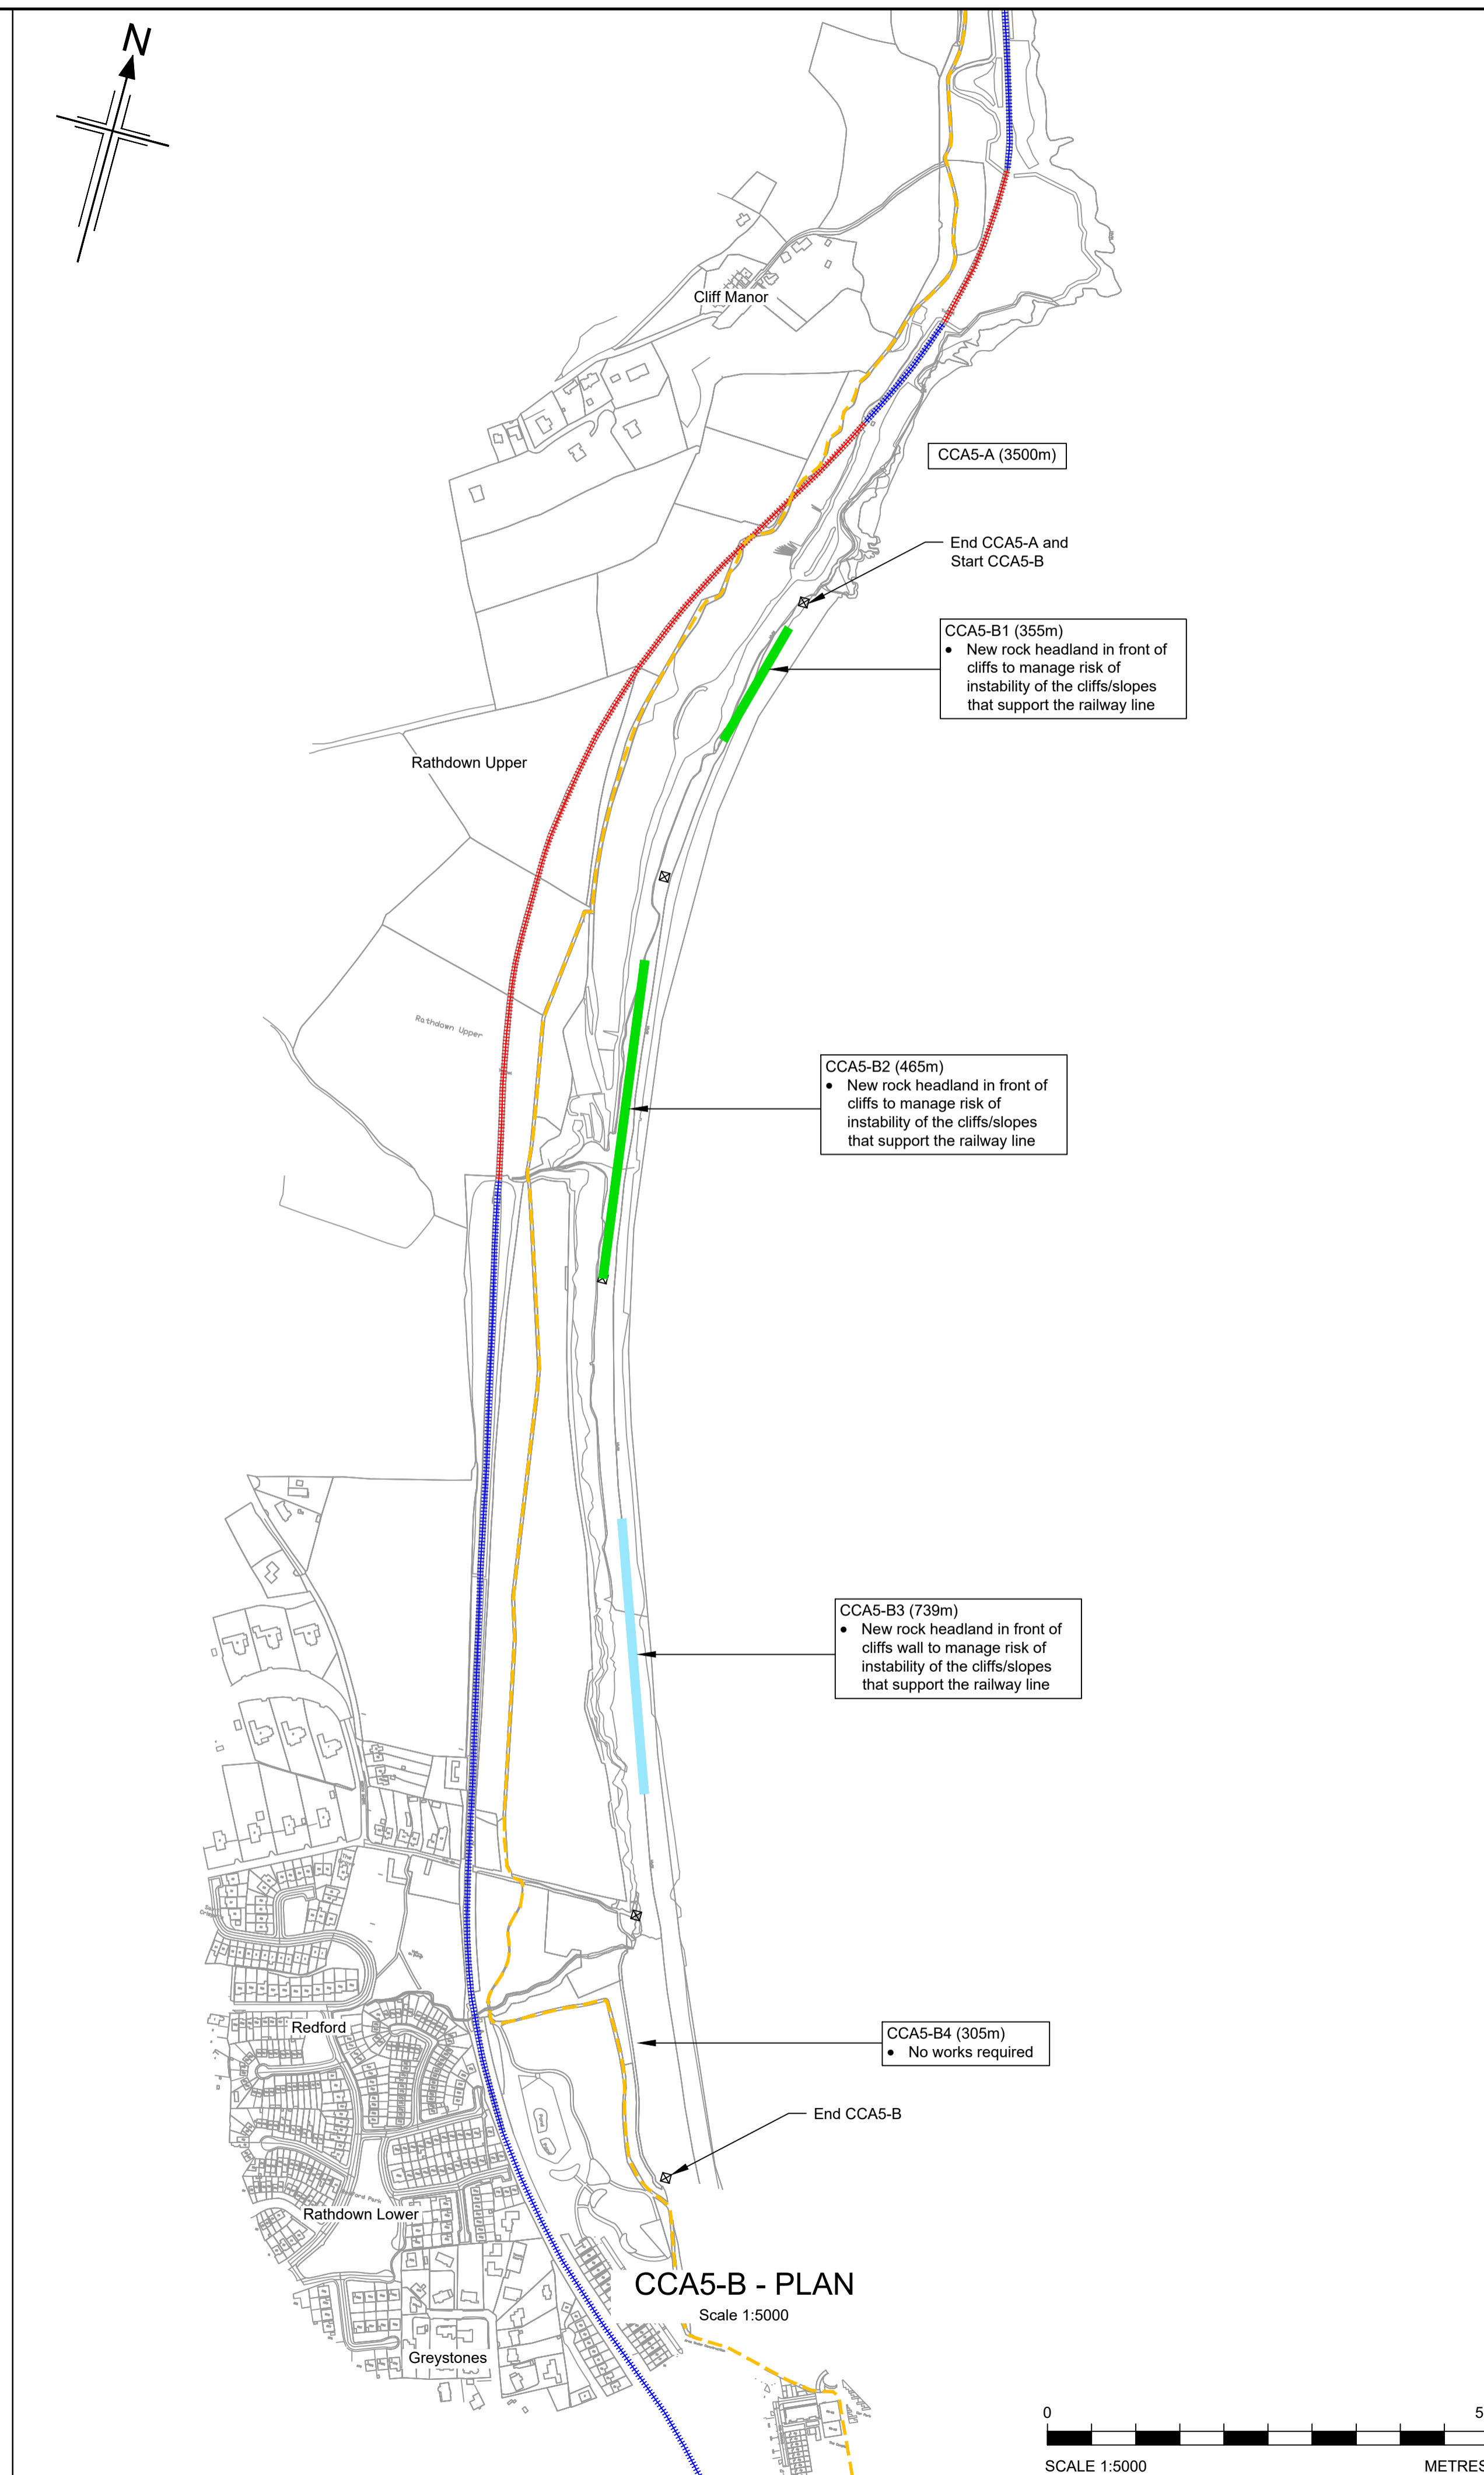 N
Cliff Manor
CCA5-A (3500m)
End CCA5-A and
Start CCA5-B
CCA5-B1 (355m)
• New rock headland in front of
cliffs to manage risk of
instability of the cliffs/slopes
that support the railway line
Rathdown Upper
Rathdown Upper
CCA5-B2 (465m)
• New rock headland in front of
cliffs to manage risk of
instability of the cliffs/slopes
that support the railway line
CCA5-B3 (739m)
• New rock headland in front of
cliffs wall to manage risk of
instability of the cliffs/slopes
that support the railway line
Redford
CCA5-B4 (305m)
• No works required
End CCA5-B
Rathdown Lower
CCA5-B - PLAN
Scale 1:5000
Greystones
0
5
SCALE 1:5000
METRES